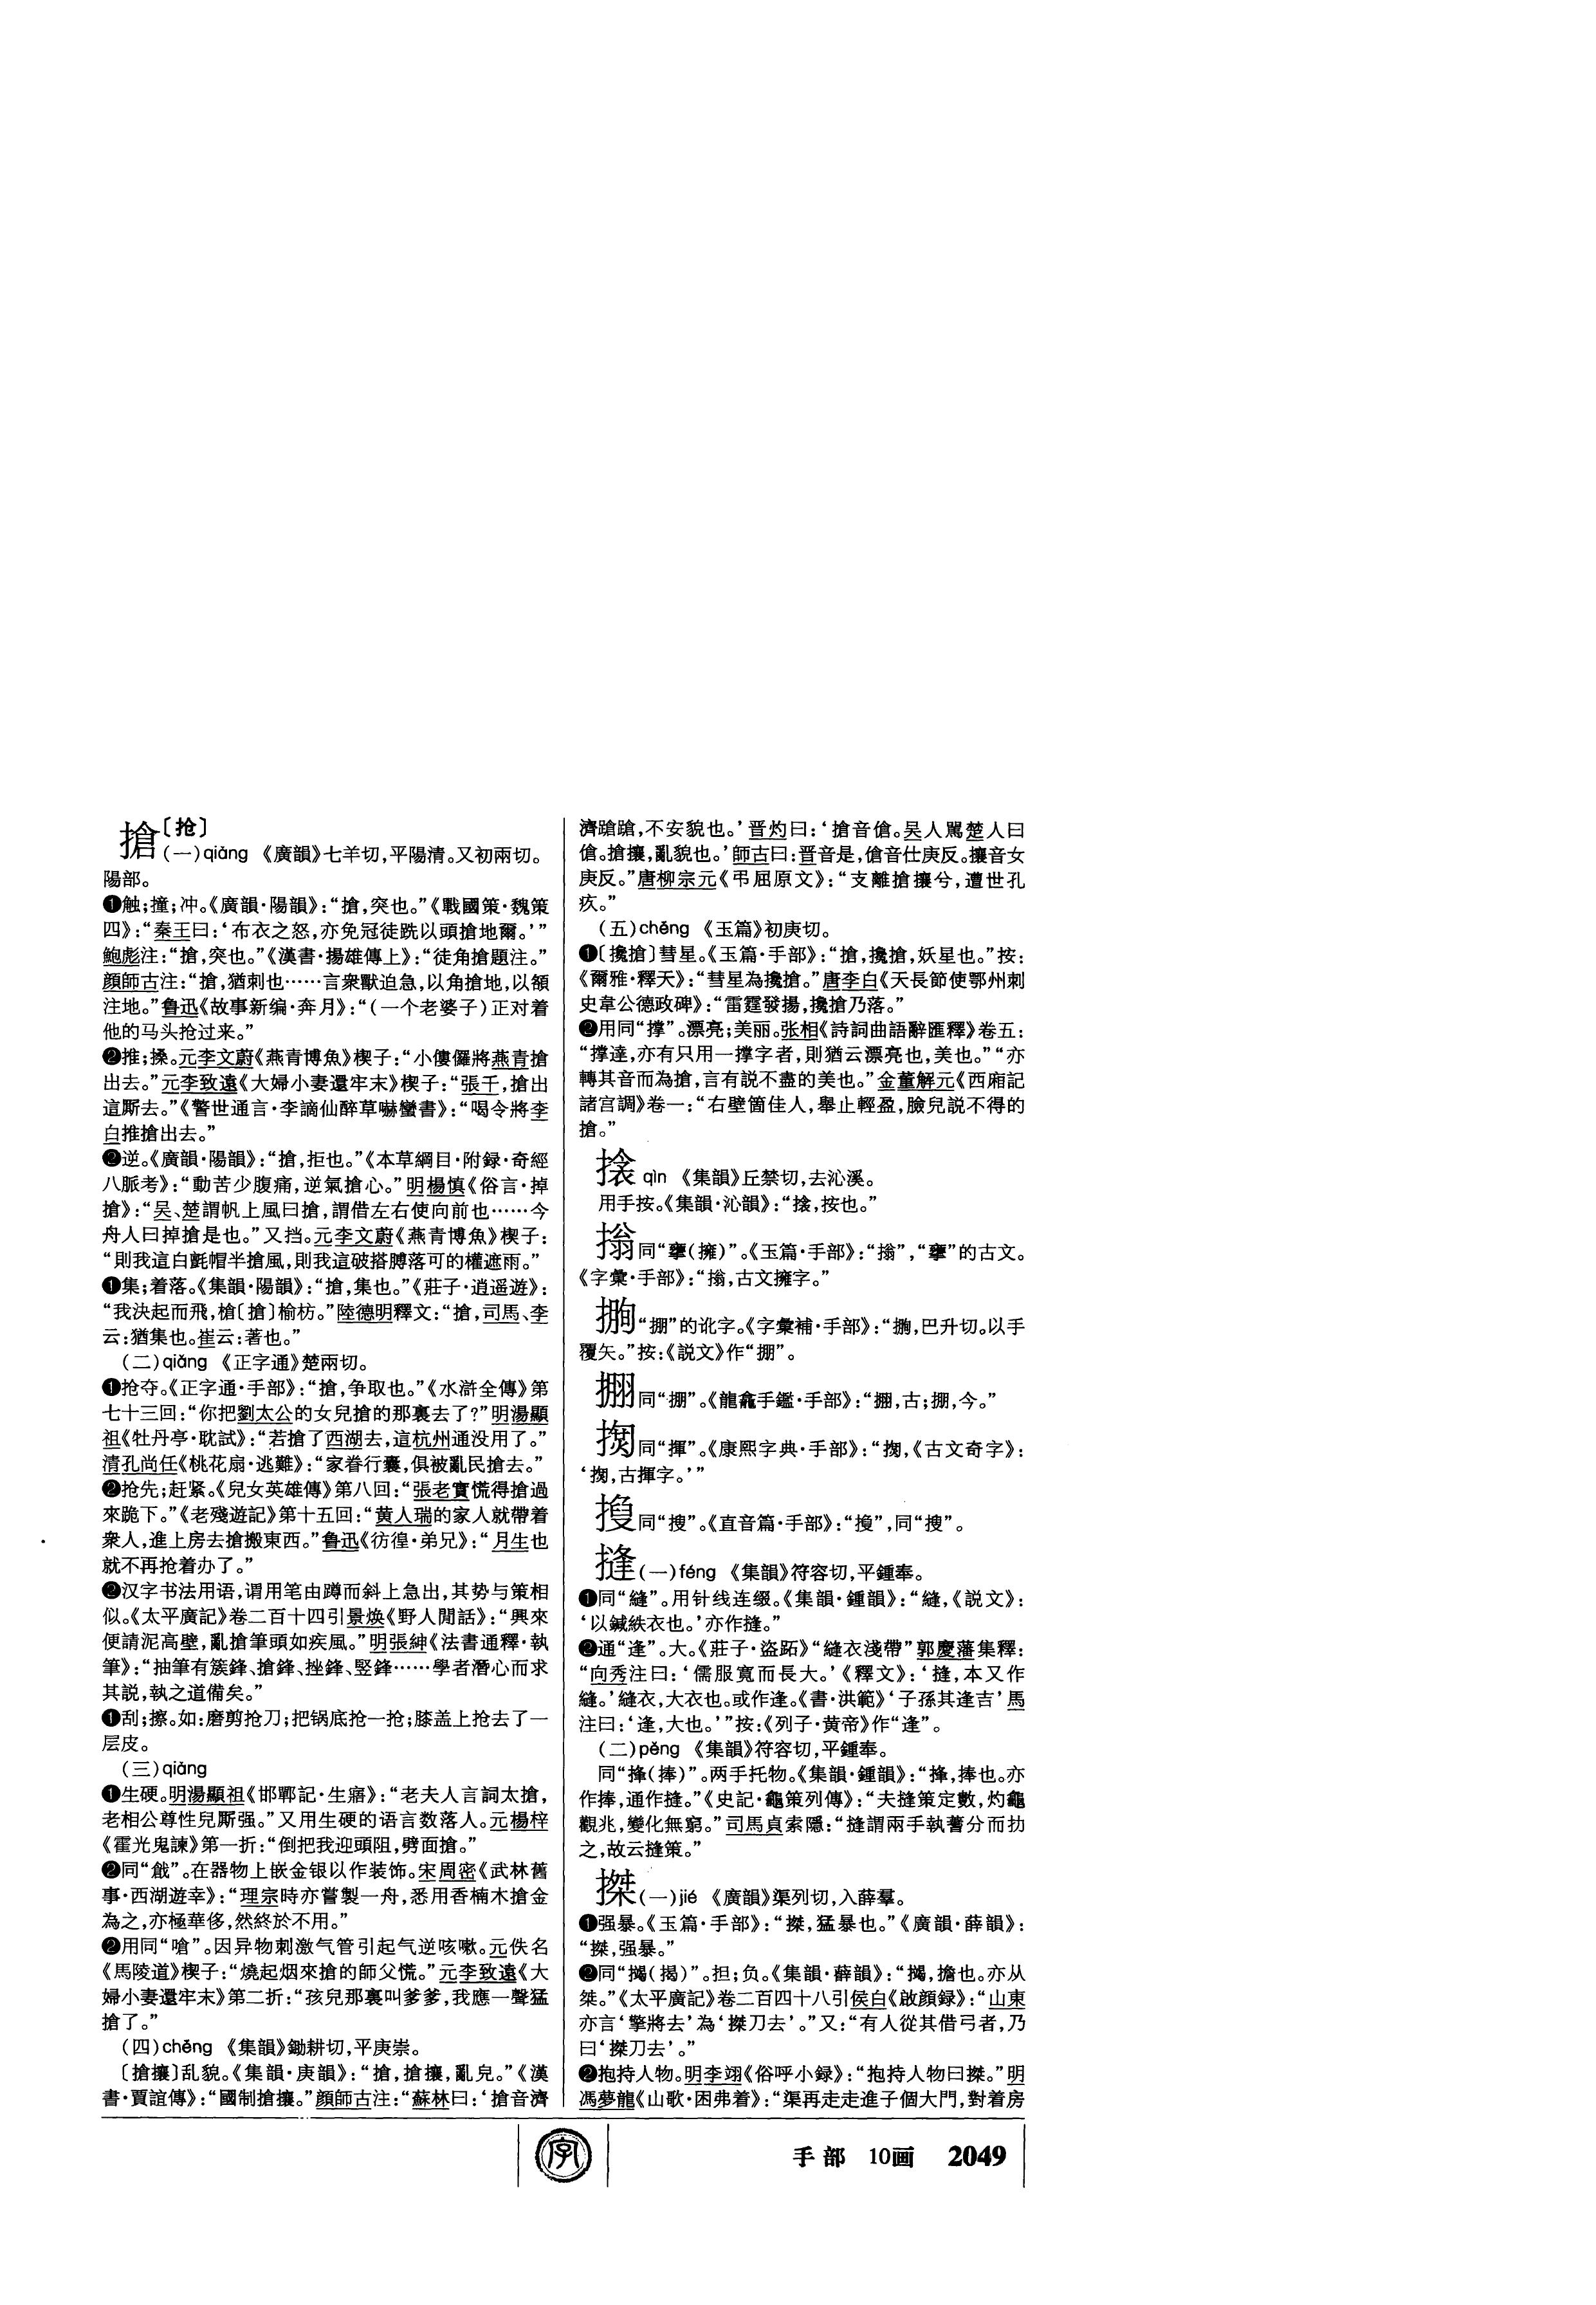 搶〔抢〕
(一)qiāng 《廣韻》七羊切,平陽清。又初兩切。
陽部。
❶触;撞;冲。《廣韻·陽韻》:“搶,突也。”《戰國策·魏策
四》:“秦王曰:‘布衣之怒,亦免冠徒跣以頭搶地爾。’”
鮑彪注:“搶,突也。”《漢書·揚雄傳上》:“徒角搶題注。”
顔師古注:“搶,猶刺也……言衆獸迫急,以角搶地,以額
注地。”鲁迅《故事新编·奔月》:“(一个老婆子)正对着
他的马头抢过来。”
❷推;搡。元李文蔚《燕青博魚》楔子:“小僂儸將燕青搶
出去。”元李致遠《大婦小妻還牢末》楔子:“張千,搶出
這厮去。”《警世通言·李謫仙醉草嚇蠻書》:“喝令將李
白推搶出去。”
❷逆。《廣韻·陽韻》:“搶,拒也。”《本草綱目·附録·奇經
八脈考》:“動苦少腹痛,逆氣搶心。”明楊慎《俗言·掉
搶》:“吴、楚謂帆上風曰搶,謂借左右使向前也……今
舟人曰掉搶是也。”又挡。元李文蔚《燕青博魚》楔子:
“則我這白氈帽半搶風,則我這破搭膊落可的權遮雨。”
❶集;着落。《集韻·陽韻》:“搶,集也。”《莊子·逍遥遊》:
“我決起而飛,槍〔搶〕榆枋。”陸德明釋文:“搶,司馬、李
云:猶集也。崔云:著也。”
(二)qiǎng 《正字通》楚兩切。
❶抢夺。《正字通·手部》:“搶,争取也。”《水滸全傳》第
七十三回:“你把劉太公的女兒搶的那裏去了?”明湯顯
祖《牡丹亭·耽試》:“若搶了西湖去,這杭州通没用了。”
清孔尚任《桃花扇·逃難》:“家眷行囊,俱被亂民搶去。”
❷抢先;赶紧。《兒女英雄傳》第八回:“張老實慌得搶過
來跪下。”《老殘遊記》第十五回:“黄人瑞的家人就帶着
衆人,進上房去搶搬東西。”鲁迅《彷徨·弟兄》:“月生也
就不再抢着办了。”
❷汉字书法用语,谓用笔由蹲而斜上急出,其势与策相
似。《太平廣記》卷二百十四引景焕《野人閒話》:“興來
便請泥高壁,亂搶筆頭如疾風。”明張紳《法書通釋·執
筆》:“抽筆有簇鋒、搶鋒、挫鋒、竪鋒……學者潛心而求
其説,執之道備矣。”
❶刮;擦。如:磨剪抢刀;把锅底抢一抢;膝盖上抢去了一
层皮。
(三)qiǎng
❶生硬。明湯顯祖《邯鄲記·生寤》:“老夫人言詞太搶,
老相公尊性兒厮强。”又用生硬的语言数落人。元楊梓
《霍光鬼諫》第一折:“倒把我迎頭阻,劈面搶。”
❷同“戧”。在器物上嵌金银以作装饰。宋周密《武林舊
事·西湖遊幸》:“理宗時亦嘗製一舟,悉用香楠木搶金
為之,亦極華侈,然終於不用。”
❷用同“嗆”。因异物刺激气管引起气逆咳嗽。元佚名
《馬陵道》楔子:“燒起烟來搶的師父慌。”元李致遠《大
婦小妻還牢末》第二折:“孩兒那裏叫爹爹,我應一聲猛
搶了。”
(四)chěng 《集韻》鋤耕切,平庚崇。
〔搶攘〕乱貌。《集韻·庚韻》:“搶,搶攘,亂皃。”《漢
書·賈誼傳》:“國制搶攘。”顔師古注:“蘇林曰:‘搶音濟
濟蹌蹌,不安貌也。’晋灼曰:‘搶音傖。吴人駡楚人曰
傖。搶攘,亂貌也。’師古曰:晋音是,傖音仕庚反。攘音女
庚反。”唐柳宗元《弔屈原文》:“支離搶攘兮,遭世孔
疚。”
(五)chěng 《玉篇》初庚切。
❶〔攙搶〕彗星。《玉篇·手部》:“搶,攙搶,妖星也。”按:
《爾雅·釋天》:“彗星為攙搶。”唐李白《天長節使鄂州刺
史韋公德政碑》:“雷霆發揚,攙搶乃落。”
❷用同“撑”。漂亮;美丽。张相《詩詞曲語辭匯釋》卷五:
“撑達,亦有只用一撑字者,則猶云漂亮也,美也。”“亦
轉其音而為搶,言有説不盡的美也。”金董解元《西廂記
諸宫調》卷一:“右壁箇佳人,舉止輕盈,臉兒説不得的
搶。”
qìn 《集韻》丘禁切,去沁溪。
用手按。《集韻·沁韻》:“捦,按也。”
㨣同“㩴(擁)”。《玉篇·手部》:“㨣”,“㩴”的古文。
《字彙·手部》:“㨣,古文擁字。”
“掤”的讹字。《字彙補·手部》:“巴升切。以手
覆矢。”按:《説文》作“掤”。
同“掤”。《龍龕手鑑·手部》:“古;掤,今。”
同“揮”。《康熙字典·手部》:“《古文奇字》:
‘古揮字。’”
同“搜”。《直音篇·手部》:“同“搜”。
摓(一)féng 《集韻》符容切,平鍾奉。
❶同“縫”。用针线连缀。《集韻·鍾韻》:“縫,《説文》:
‘以鍼紩衣也。’亦作摓。”
❷通“逢”。大。《莊子·盗跖》“縫衣淺帶”郭慶藩集釋:
“向秀注曰:‘儒服寬而長大。’《釋文》:‘摓,本又作
縫。’縫衣,大衣也。或作逢。《書·洪範》‘子孫其逢吉’馬
注曰:‘逢,大也。’”按:《列子·黄帝》作“逢”。
(二)pěng 《集韻》符容切,平鍾奉。
同“㧼(捧)”。两手托物。《集韻·鍾韻》:“㧼,捧也。亦
作捧,通作摓。”《史記·龜策列傳》:“夫摓策定數,灼龜
觀兆,變化無窮。”司馬貞索隱:“摓謂兩手執蓍分而扐
之,故云摓策。”
搩(一)jié 《廣韻》渠列切,入薛羣。
❶强暴。《玉篇·手部》:“搩,猛暴也。”《廣韻·薛韻》:
“搩,强暴。”
❷同“㩢(揭)”。担;负。《集韻·薛韻》:“㩢,擔也。亦从
桀。”《太平廣記》卷二百四十八引侯白《啟顔録》:“山東
亦言‘擎將去’為‘搩刀去’。”又:“有人從其借弓者,乃
曰‘搩刀去’。”
❷抱持人物。明李翊《俗呼小録》:“抱持人物曰搩。”明
馮夢龍《山歌·困弗着》:“渠再走走進子個大門,對着房
字
手部 10画 2049